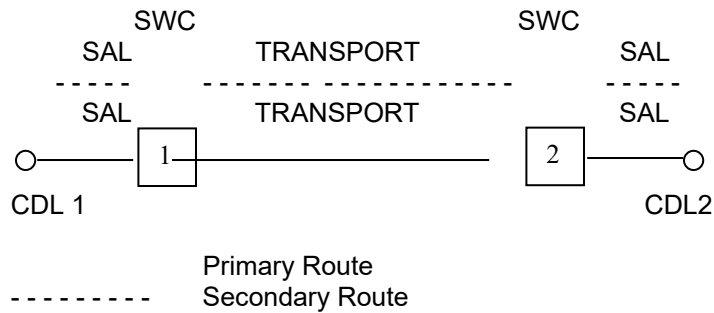 SWC SWC
SAL TRANSPORT SAL
SAL TRANSPORT SAL
1 2
CDL 1 CDL2
Primary Route
Secondary Route